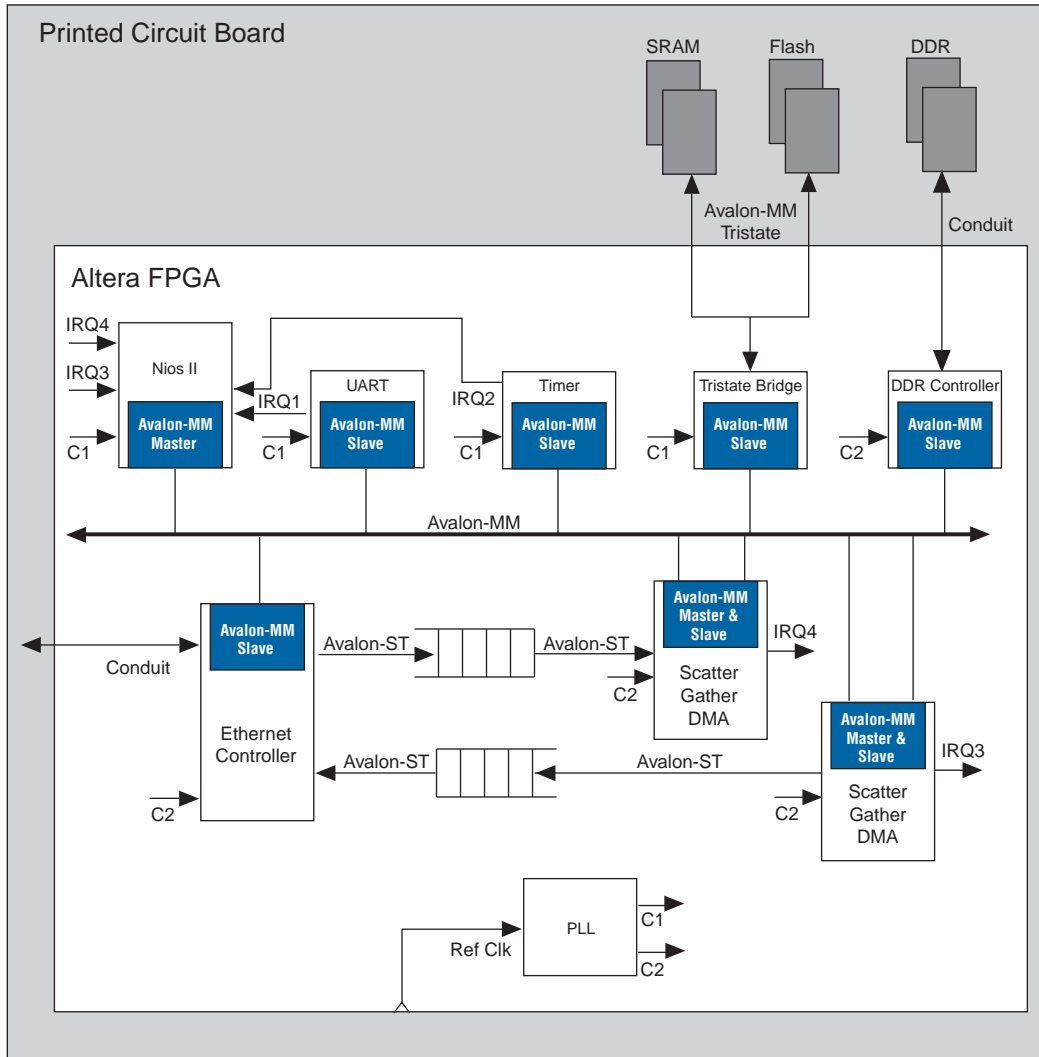 Printed Circuit Board
SRAM
Flash
DDR
Avalon-MM
Tristate
Conduit
Altera FPGA
IRQ4
IRQ3
C1
Nios II
Avalon-MM
Master
IRQ1
C1
UART
Avalon-MM
Slave
IRQ2
C1
Timer
Avalon-MM
Slave
C1
Tristate Bridge
Avalon-MM
Slave
C2
DDR Controller
Avalon-MM
Slave
Avalon-MM
Conduit
Avalon-MM
Slave
Ethernet
Controller
C2
Avalon-ST
Avalon-ST
C2
Avalon-MM
Master &
Slave
Scatter
Gather
DMA
IRQ4
Avalon-ST
Avalon-ST
C2
Avalon-MM
Master &
Slave
Scatter
Gather
DMA
IRQ3
Ref Clk
PLL
C1
C2